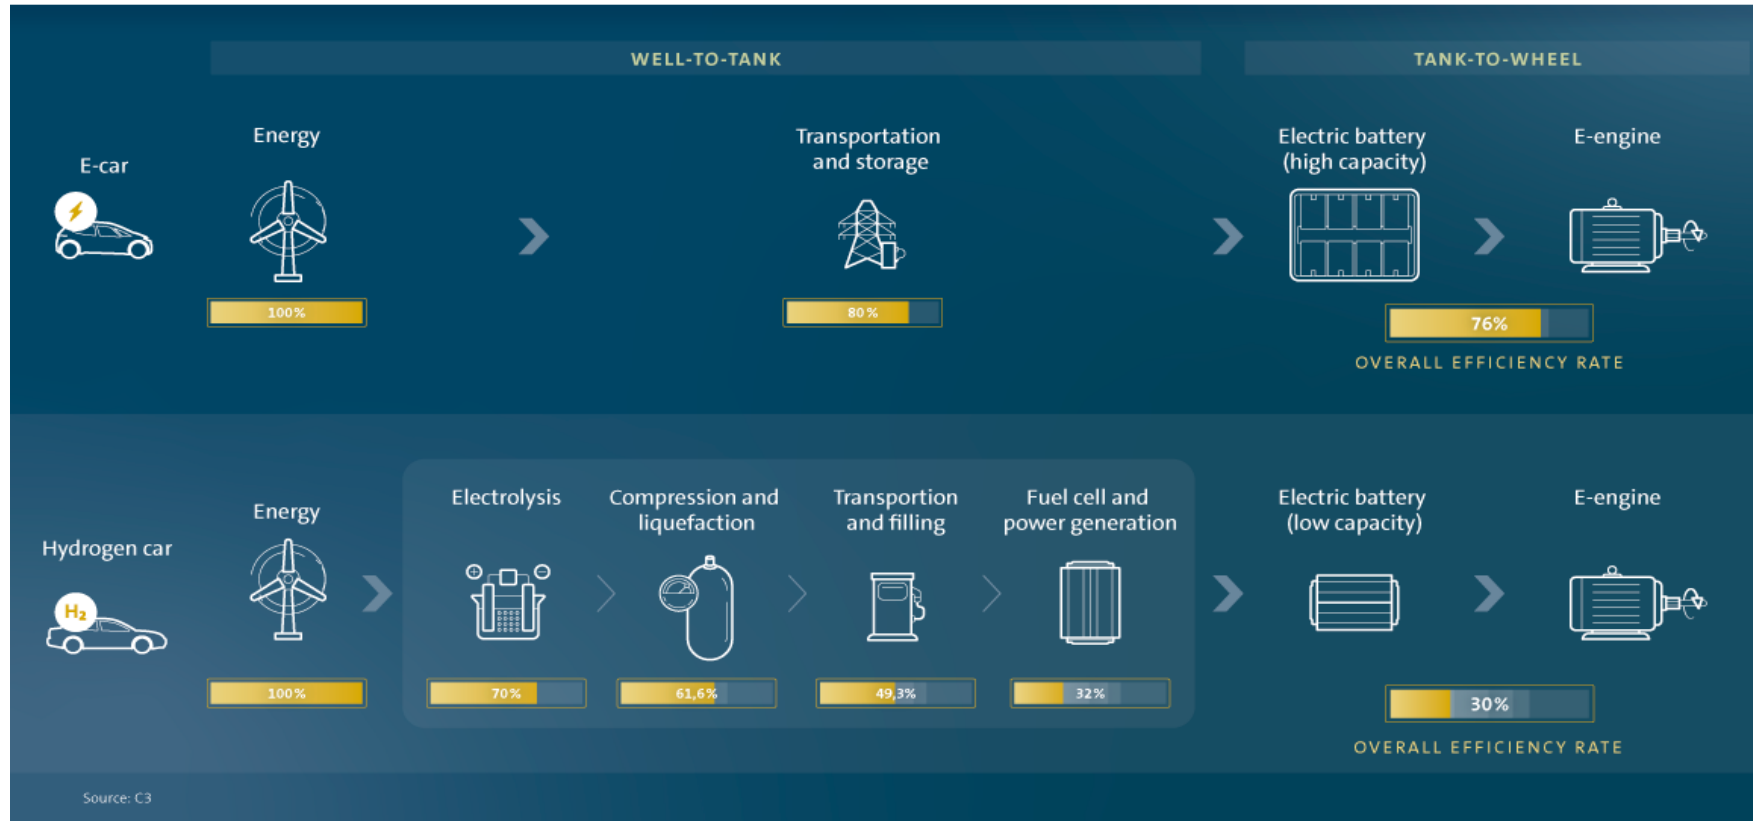 WELL-TO-TANK
TANK-TO-WHEEL
E-car
Energy
Transportation
and storage
Electric battery
(high capacity)
E-engine
100%
80%
76%
OVERALL EFFICIENCY RATE
Hydrogen car
H₂
Energy
Electrolysis
Compression and
liquefaction
Transportion
and filling
Fuel cell and
power generation
Electric battery
(low capacity)
E-engine
100%
70%
61,6%
49,3%
32%
30%
OVERALL EFFICIENCY RATE
Source: C3